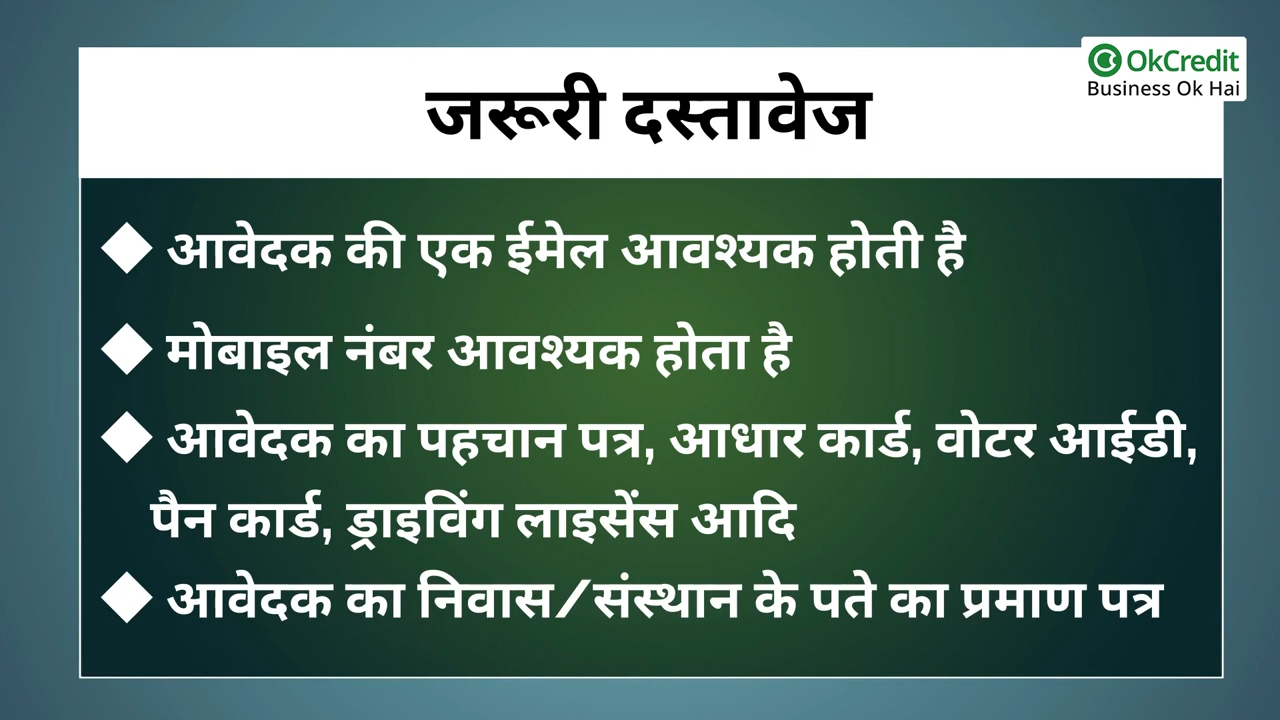 OkCredit
Business Ok Hai
जरूरी दस्तावेज
आवेदक की एक ईमेल आवश्यक होती है
मोबाइल नंबर आवश्यक होता है
आवेदक का पहचान पत्र, आधार कार्ड, वोटर आईडी,
पैन कार्ड, ड्राइविंग लाइसेंस आदि
आवेदक का निवास/संस्थान के पते का प्रमाण पत्र